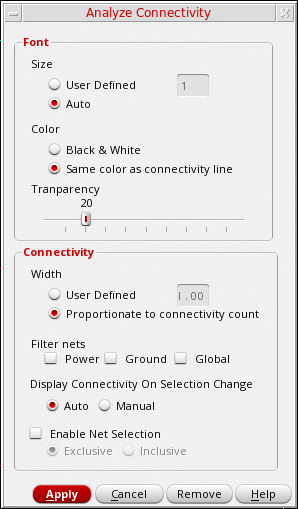 Analyze Connectivity
Font
Size
User Defined 1
Auto
Color
Black & White
Same color as connectivity line
Tranparency
20
Connectivity
Width
User Defined 1.00
Proportionate to connectivity count
Filter nets
Power Ground Global
Display Connectivity On Selection Change
Auto Manual
Enable Net Selection
Exclusive Inclusive
Apply Cancel Remove Help